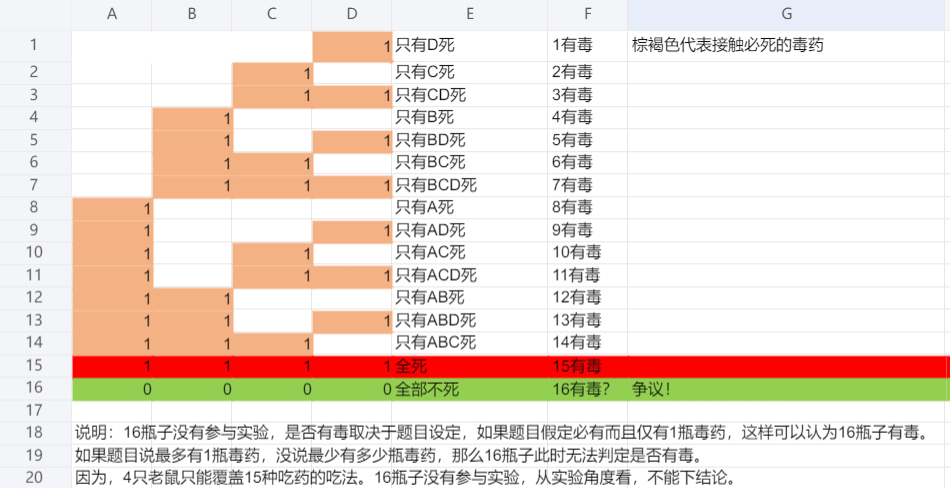 A B C D E F G
1 1 只有D死 1有毒 棕褐色代表接触必死的毒药
2 1 只有C死 2有毒
3 1 1 只有CD死 3有毒
4 1 只有B死 4有毒
5 1 1 只有BD死 5有毒
6 1 1 只有BC死 6有毒
7 1 1 1 只有BCD死 7有毒
8 1 只有A死 8有毒
9 1 1 只有AD死 9有毒
10 1 1 只有AC死 10有毒
11 1 1 1 只有ACD死 11有毒
12 1 1 只有AB死 12有毒
13 1 1 1 只有ABD死 13有毒
14 1 1 1 只有ABC死 14有毒
15 1 1 1 1 全死 15有毒
16 0 0 0 0 全部不死 16有毒？ 争议！
17
18 说明：16瓶子没有参与实验，是否有毒取决于题目设定，如果题目假定必有而且仅有1瓶毒药，这样可以认为16瓶子有毒。
19 如果题目说最多有1瓶毒药，没说最少有多少瓶毒药，那么16瓶子此时无法判定是否有毒。
20 因为，4只老鼠只能覆盖15种吃药的吃法。16瓶子没有参与实验，从实验角度看，不能下结论。